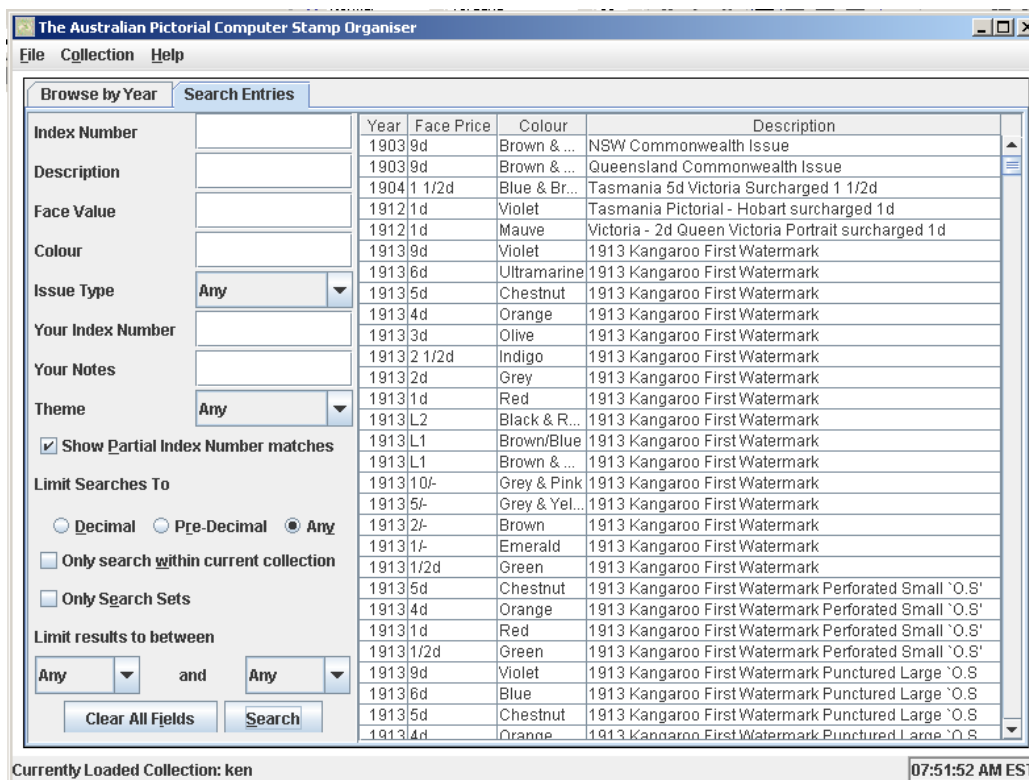 The Australian Pictorial Computer Stamp Organiser
File Collection Help
Browse by Year Search Entries
Index Number
Description
Face Value
Colour
Issue Type Any
Your Index Number
Your Notes
Theme Any
Show Partial Index Number matches
Limit Searches To
Decimal Pre-Decimal Any
Only search within current collection
Only Search Sets
Limit results to between
Any and Any
Clear All Fields Search
Year Face Price Colour Description
1903 9d Brown & ... NSW Commonwealth Issue
1903 9d Brown & ... Queensland Commonwealth Issue
1904 1 1/2d Blue & Br... Tasmania 5d Victoria Surcharged 1 1/2d
1912 1d Violet Tasmania Pictorial - Hobart surcharged 1d
1912 1d Mauve Victoria - 2d Queen Victoria Portrait surcharged 1d
1913 9d Violet 1913 Kangaroo First Watermark
1913 6d Ultramarine 1913 Kangaroo First Watermark
1913 5d Chestnut 1913 Kangaroo First Watermark
1913 4d Orange 1913 Kangaroo First Watermark
1913 3d Olive 1913 Kangaroo First Watermark
1913 2 1/2d Indigo 1913 Kangaroo First Watermark
1913 2d Grey 1913 Kangaroo First Watermark
1913 1d Red 1913 Kangaroo First Watermark
1913 L2 Black & R... 1913 Kangaroo First Watermark
1913 L1 Brown/Blue 1913 Kangaroo First Watermark
1913 L1 Brown & ... 1913 Kangaroo First Watermark
1913 10/- Grey & Pink 1913 Kangaroo First Watermark
1913 5/- Grey & Yel... 1913 Kangaroo First Watermark
1913 2/- Brown 1913 Kangaroo First Watermark
1913 1/- Emerald 1913 Kangaroo First Watermark
1913 1/2d Green 1913 Kangaroo First Watermark
1913 5d Chestnut 1913 Kangaroo First Watermark Perforated Small `O.S'
1913 4d Orange 1913 Kangaroo First Watermark Perforated Small `O.S'
1913 1d Red 1913 Kangaroo First Watermark Perforated Small `O.S'
1913 1/2d Green 1913 Kangaroo First Watermark Perforated Small `O.S'
1913 9d Violet 1913 Kangaroo First Watermark Punctured Large `O.S
1913 6d Blue 1913 Kangaroo First Watermark Punctured Large `O.S
1913 5d Chestnut 1913 Kangaroo First Watermark Punctured Large `O.S
1913 4d Orange 1913 Kangaroo First Watermark Punctured Large `O.S
Currently Loaded Collection: ken
07:51:52 AM EST